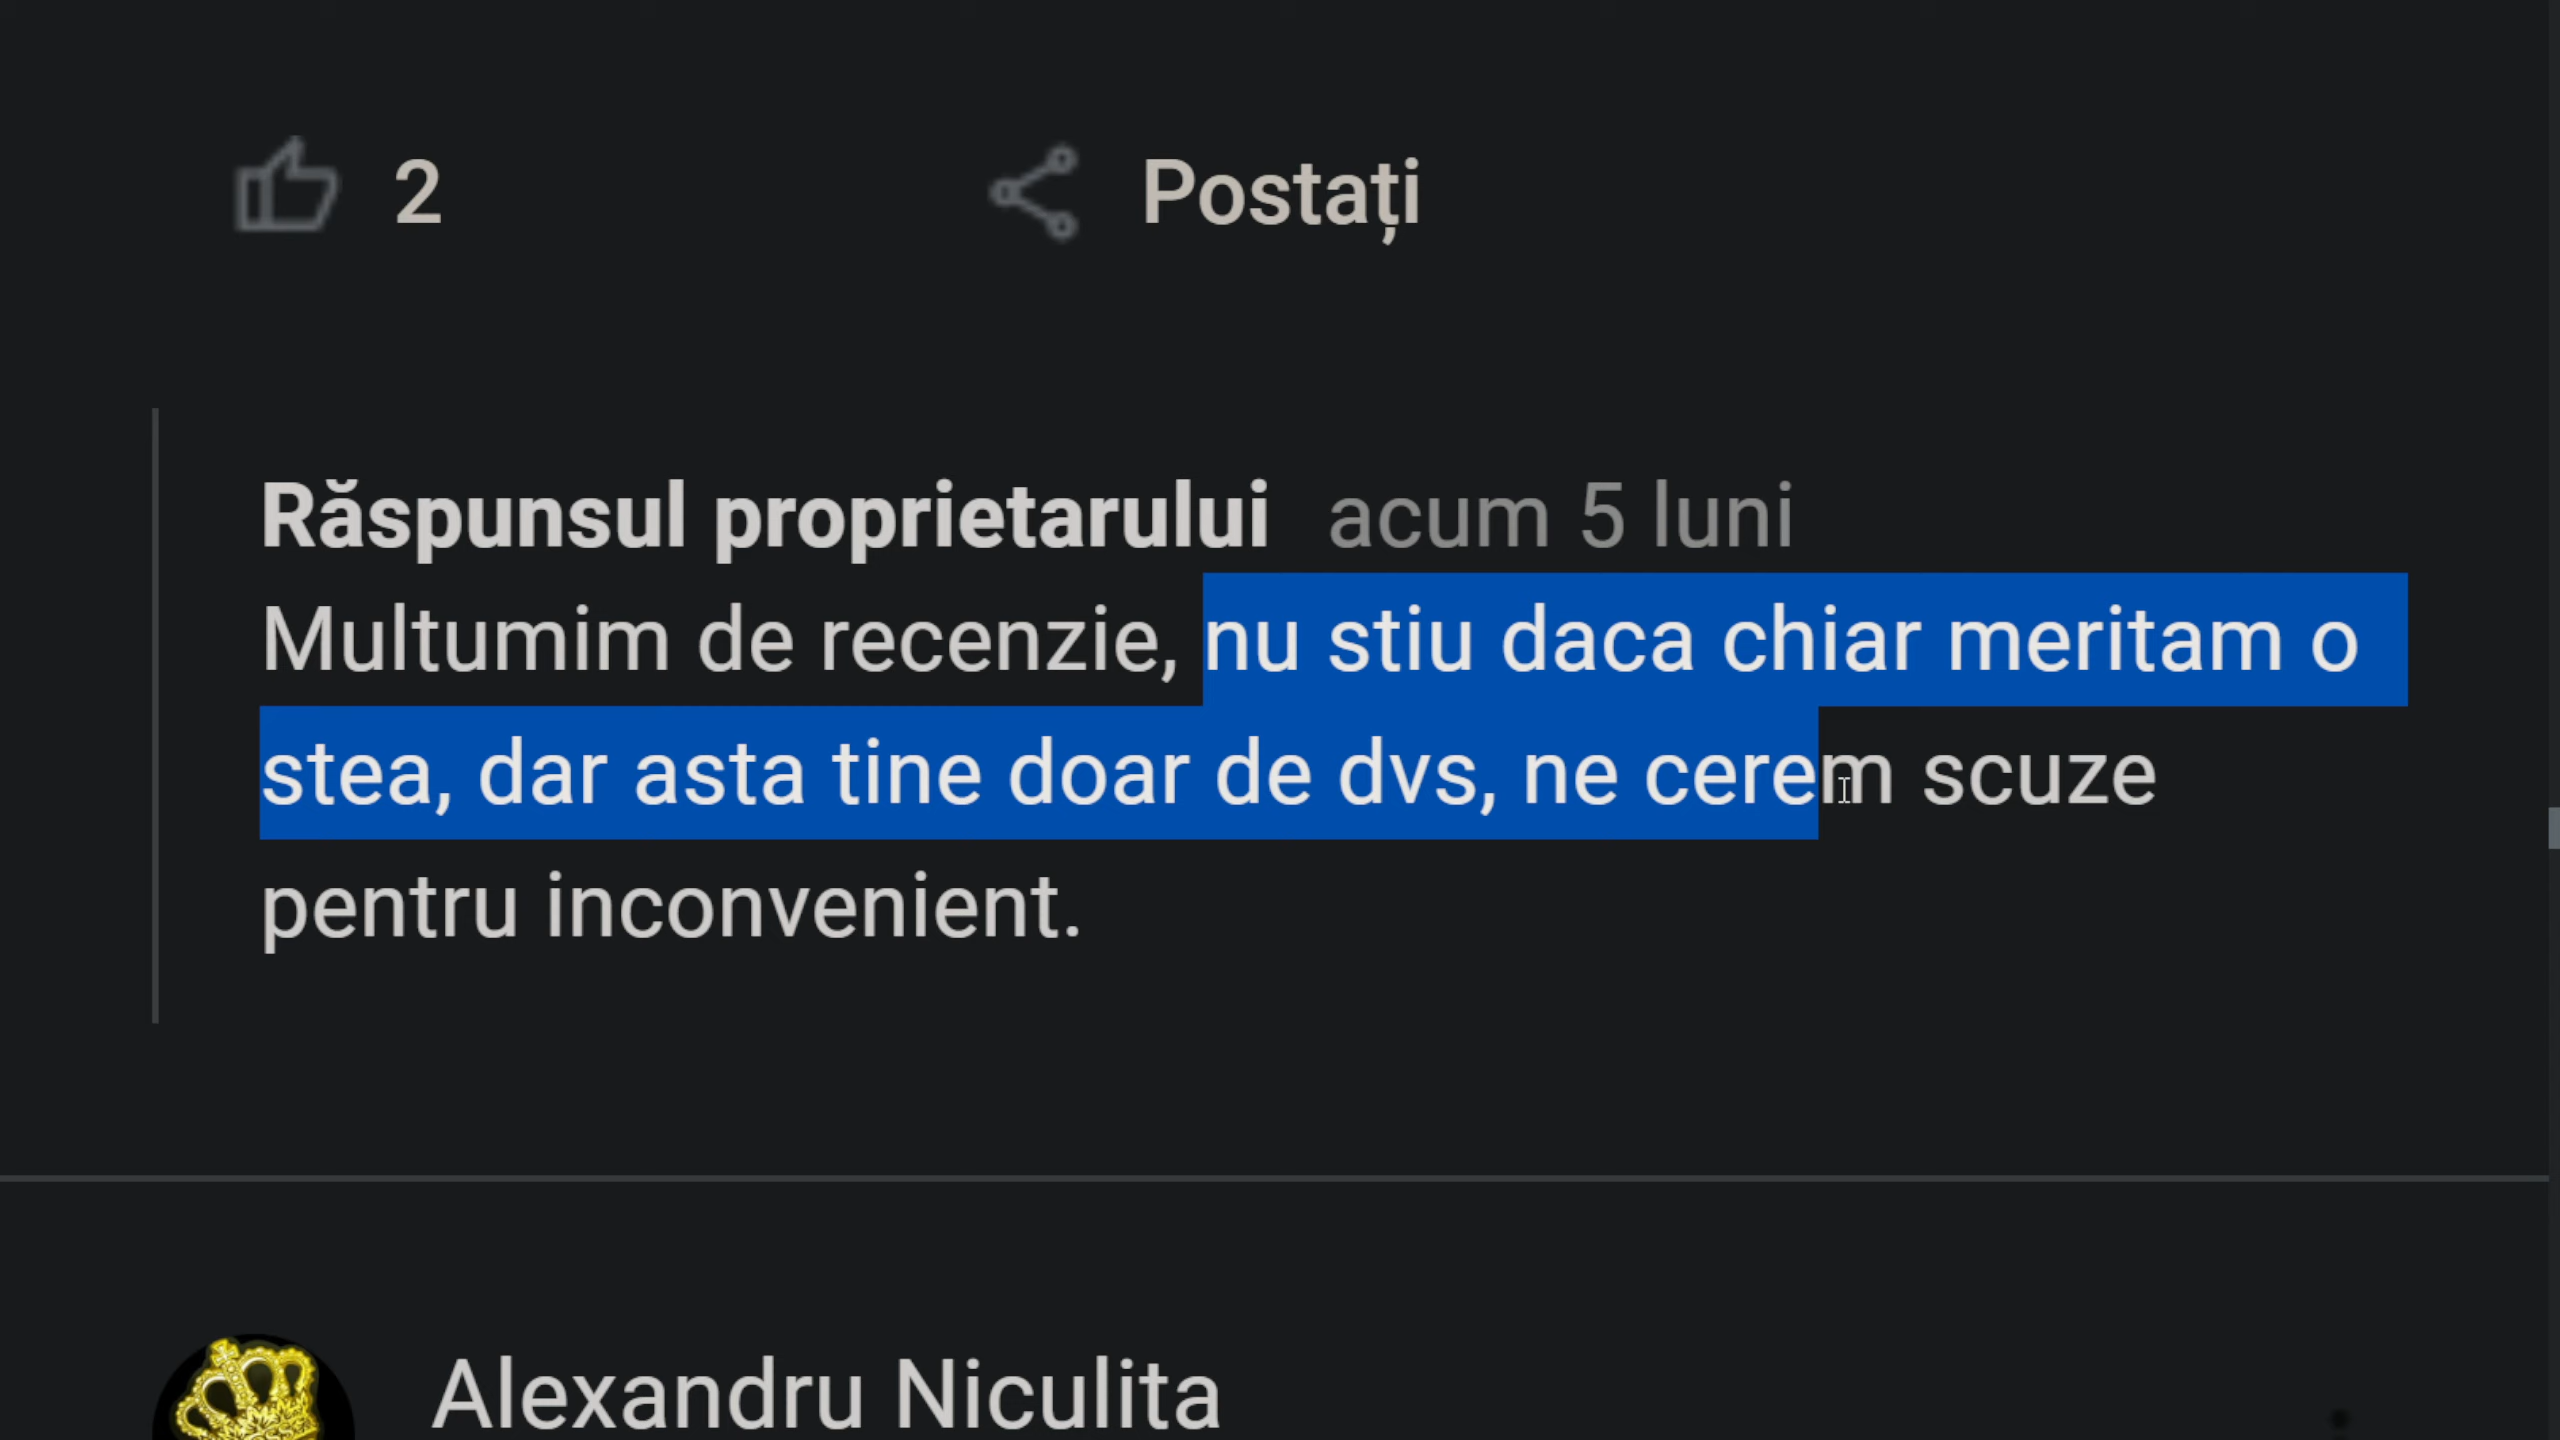 2
Postați
Răspunsul proprietarului acum 5 luni
Multumim de recenzie, nu stiu daca chiar meritam o
stea, dar asta tine doar de dvs, ne cerem scuze
pentru inconvenient.
Alexandru Niculita